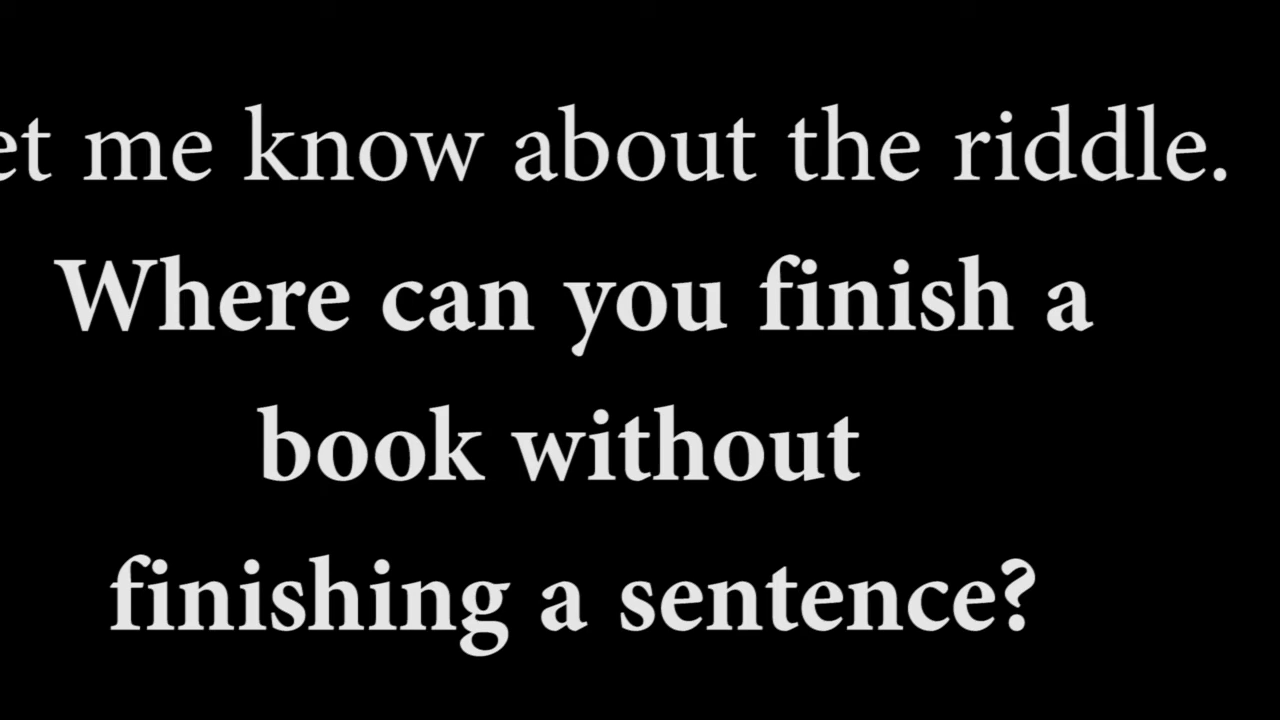 et me know about the riddle.
Where can you finish a
book without
finishing a sentence?